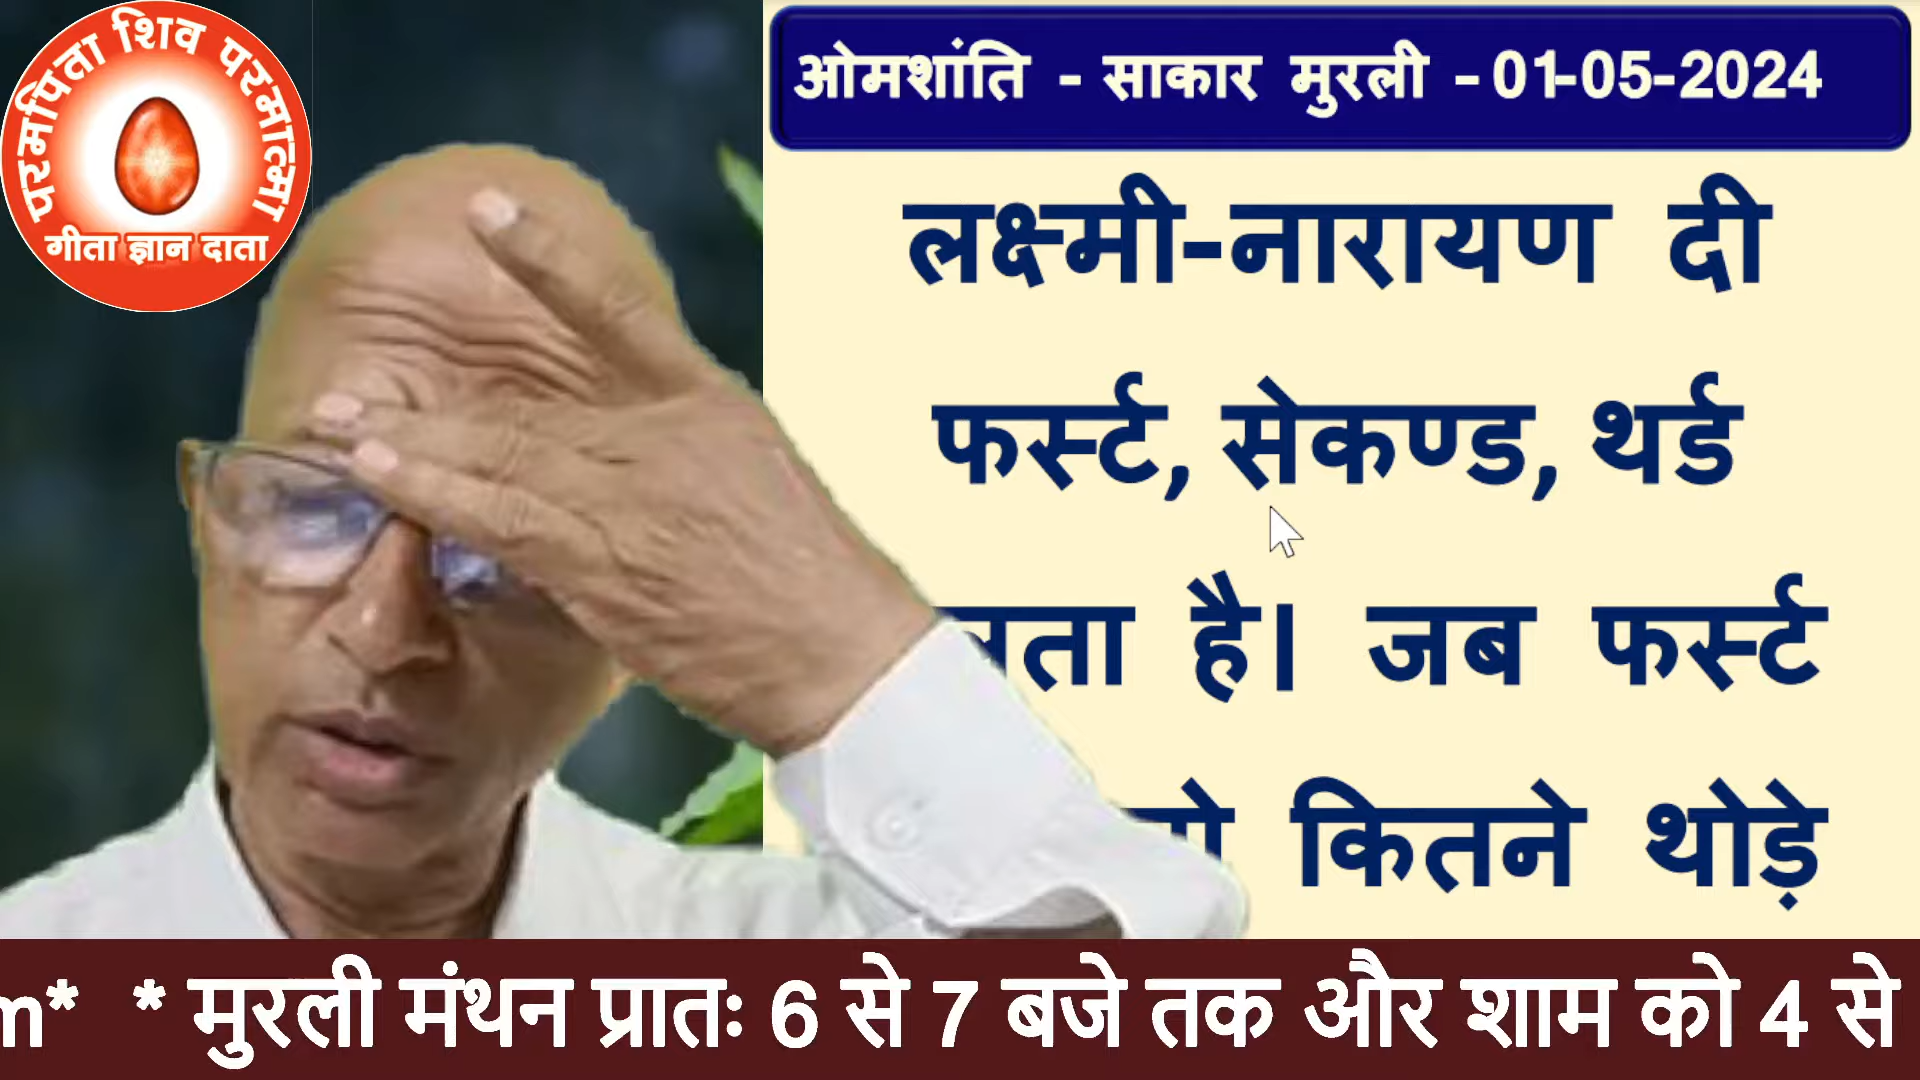 परमपिता शिव परमात्मा
गीता ज्ञान दाता
ओमशांति - साकार मुरली - 01-05-2024
लक्ष्मी-नारायण दी
फर्स्ट, सेकण्ड, थर्ड
है। जब फर्स्ट
कितने थोड़े
* मुरली मंथन प्रातः 6 से 7 बजे तक और शाम को 4 से